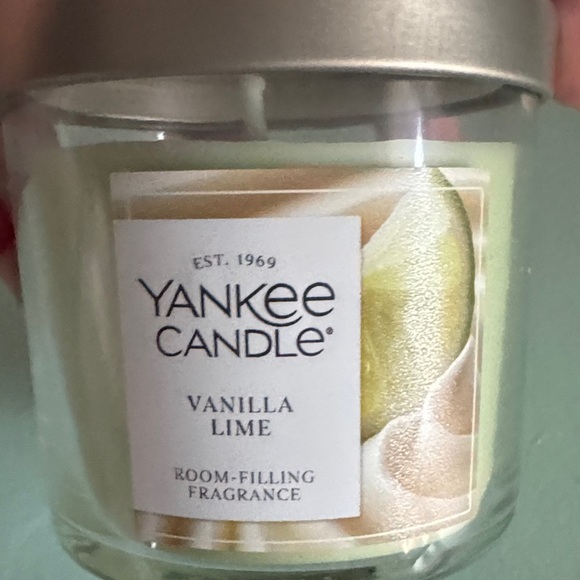 EST. 1969
YANKEE
CANDLE®
VANILLA
LIME
ROOM-FILLING
FRAGRANCE